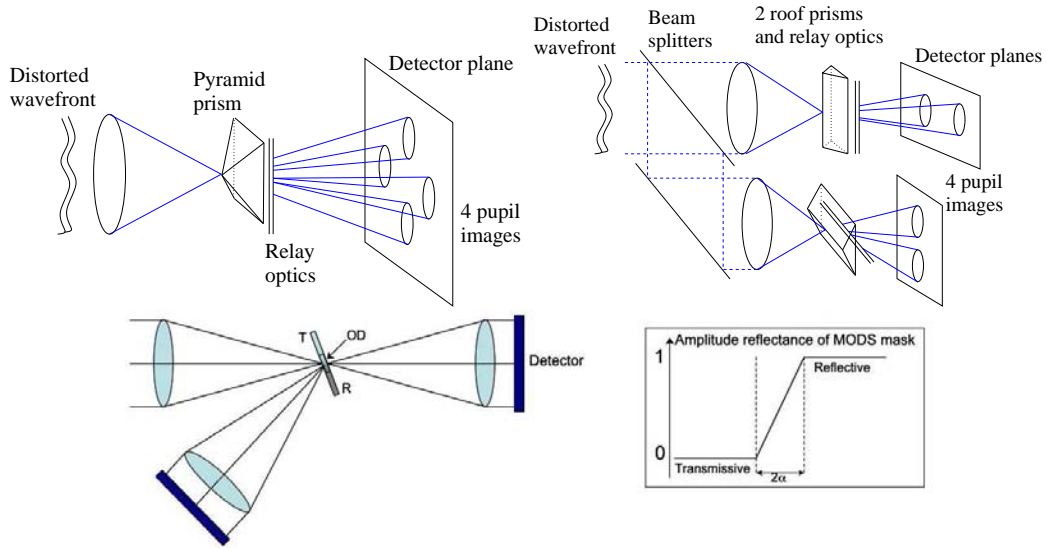 Distorted
wavefront
Pyramid
prism
Detector plane
4 pupil
images
Relay
optics
Distorted
wavefront
Beam
splitters
2 roof prisms
and relay optics
Detector planes
4 pupil
images
T
OD
R
Detector
Amplitude reflectance of MODS mask
1
Reflective
0
Transmissive
2α